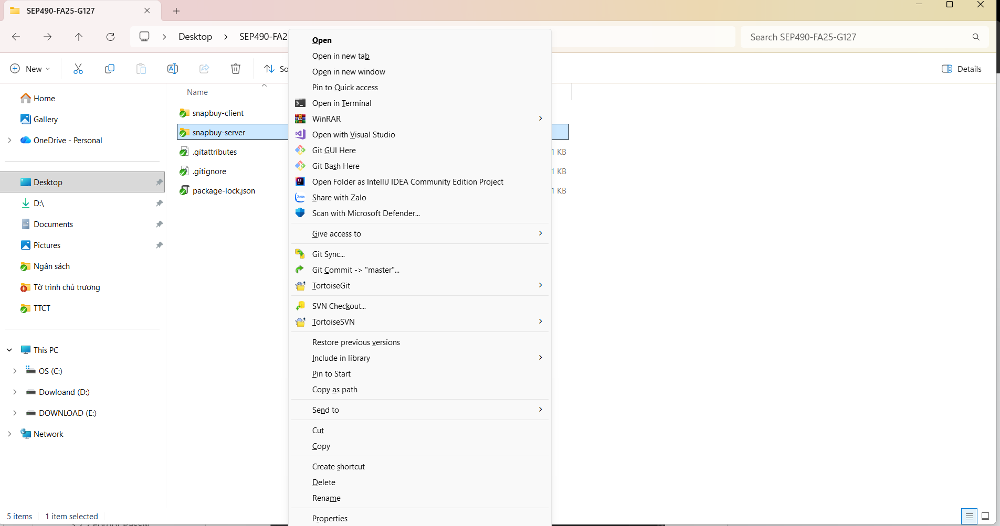 SEP490-FA25-G127
Desktop
SEP490-FA2
Search SEP490-FA25-G127
New
So
Details
Home
Gallery
OneDrive - Personal
Desktop
D:\
Documents
Pictures
Ngân sách
Tờ trình chủ trương
TTCT
This PC
OS (C:)
Dowloand (D:)
DOWNLOAD (E:)
Network
Name
snapbuy-client
snapbuy-server
.gitattributes
1 KB
.gitignore
1 KB
package-lock.json
1 KB
Open
Open in new tab
Open in new window
Pin to Quick access
Open in Terminal
WinRAR
Open with Visual Studio
Git GUI Here
Git Bash Here
Open Folder as IntelliJ IDEA Community Edition Project
Zalo
Share with Zalo
Scan with Microsoft Defender...
Give access to
Git Sync...
Git Commit -> "master"...
TortoiseGit
SVN Checkout...
TortoiseSVN
Restore previous versions
Include in library
Pin to Start
Copy as path
Send to
Cut
Copy
Create shortcut
Delete
Rename
Properties
5 items
1 item selected